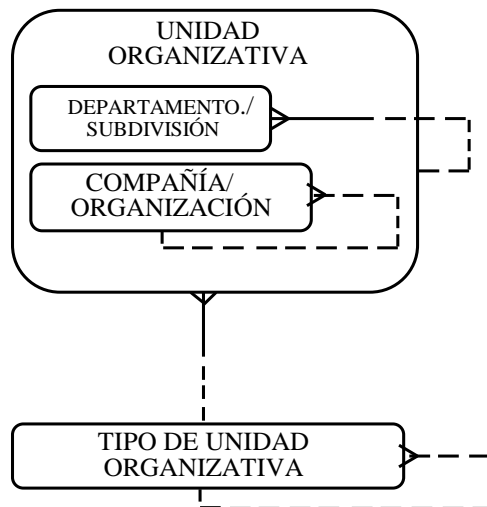 UNIDAD
ORGANIZATIVA
DEPARTAMENTO./
SUBDIVISIÓN
COMPAÑÍA/
ORGANIZACIÓN
TIPO DE UNIDAD
ORGANIZATIVA